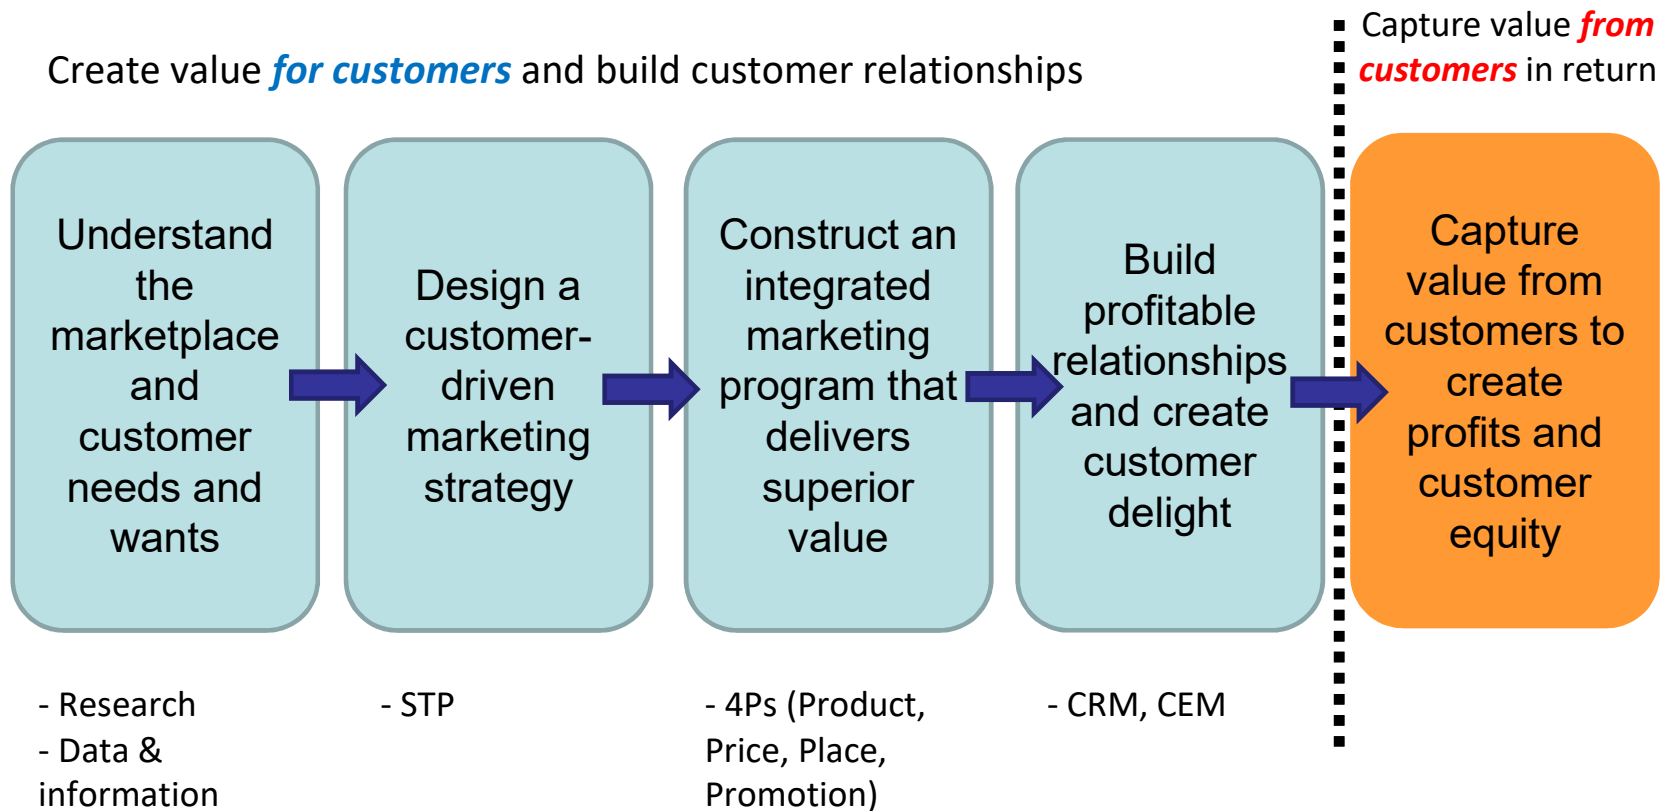 Create value for customers and build customer relationships
Capture value from
customers in return
Understand
the
marketplace
and
customer
needs and
wants
Design a
customer-
driven
marketing
strategy
Construct an
integrated
marketing
program that
delivers
superior
value
Build
profitable
relationships
and create
customer
delight
Capture
value from
customers to
create
profits and
customer
equity
- Research
- Data &
information
- STP
- 4Ps (Product,
Price, Place,
Promotion)
- CRM, CEM